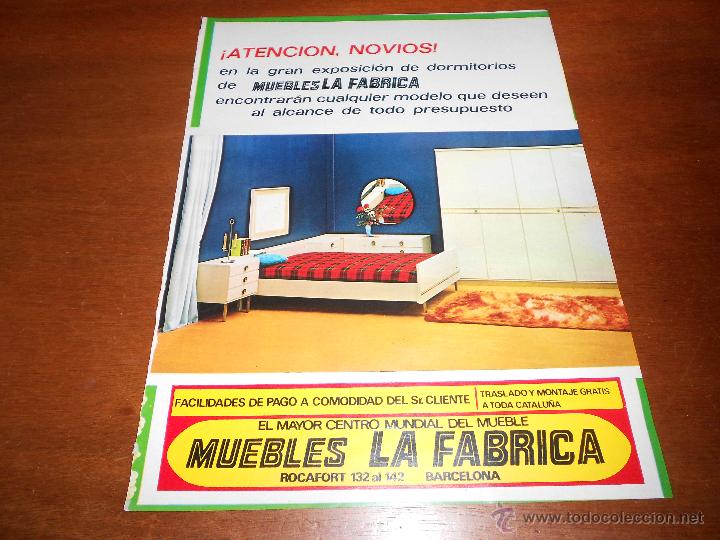 ¡ATENCION, NOVIOS!
en la gran exposición de dormitorios
de MUEBLES LA FABRICA
encontrarán cualquier modelo que deseen
al alcance de todo presupuesto
FACILIDADES DE PAGO A COMODIDAD DEL Sr. CLIENTE
TRASLADO Y MONTAJE GRATIS
A TODA CATALUÑA
EL MAYOR CENTRO MUNDIAL DEL MUEBLE
MUEBLES LA FABRICA
ROCAFORT 132 al 142 BARCELONA
www.todocoleccion.net